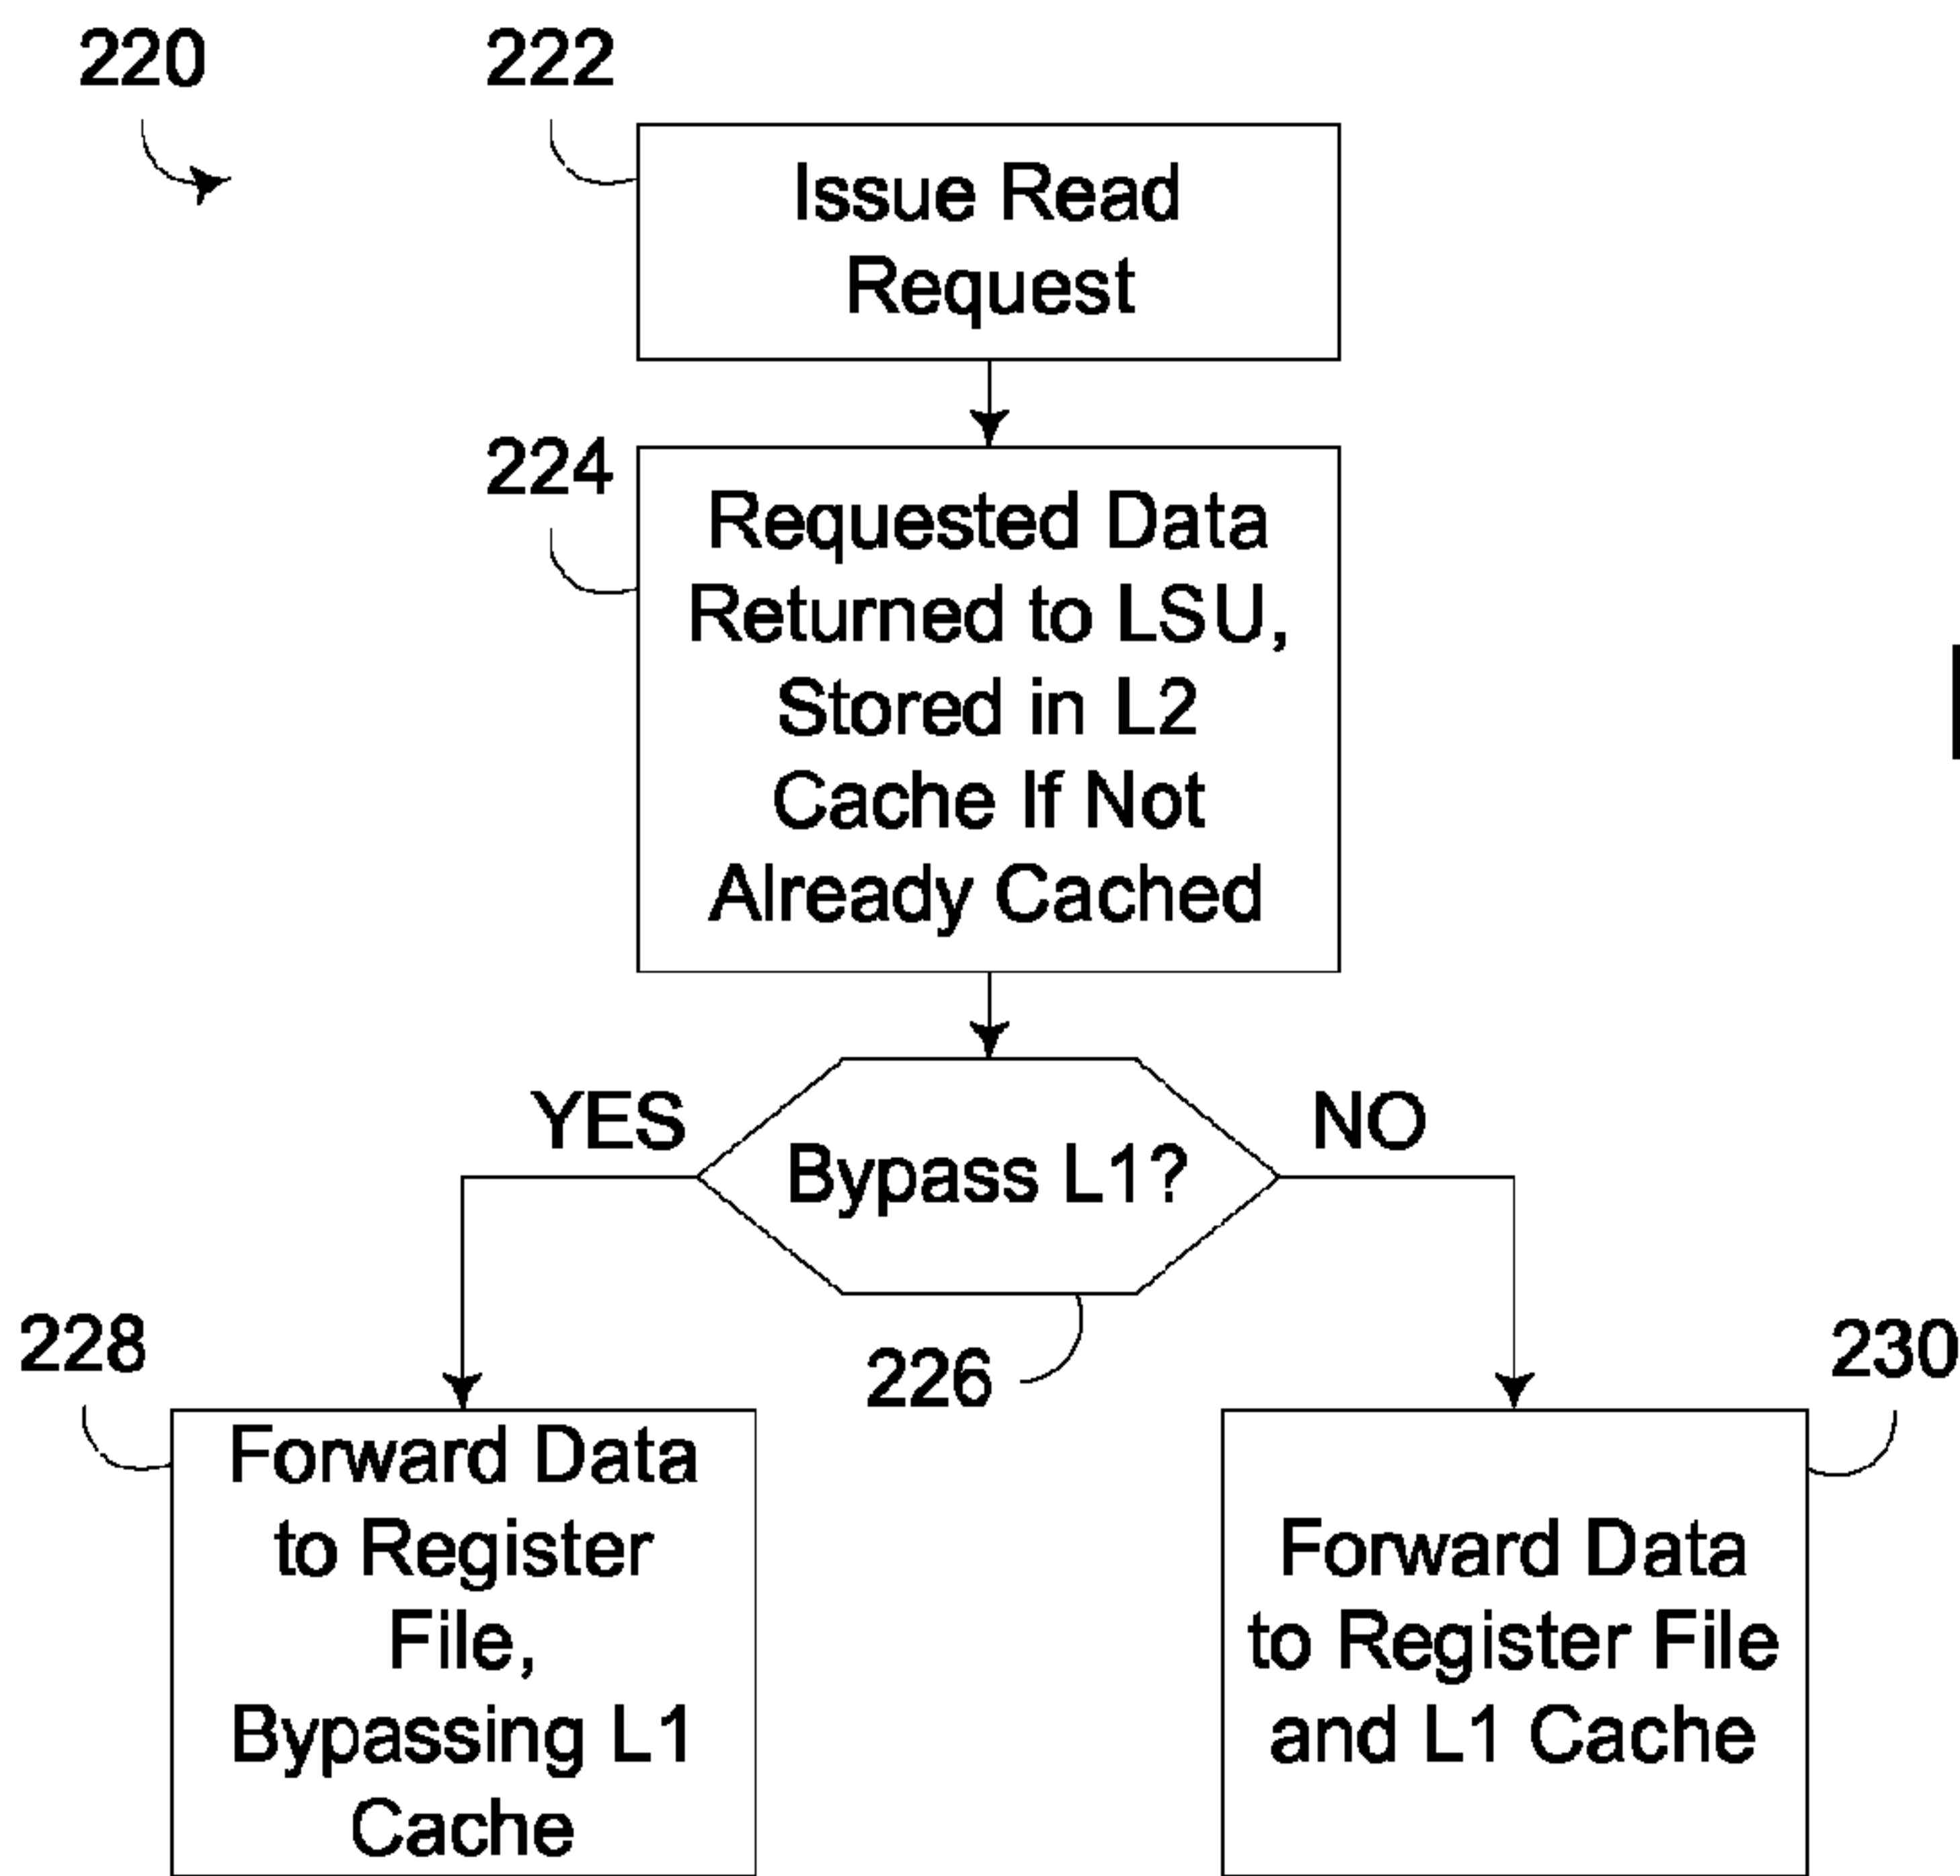 220
222
Issue Read
Request
224
Requested Data
Returned to LSU,
Stored in L2
Cache If Not
Already Cached
YES
Bypass L1?
NO
226
228
Forward Data
to Register
File,
Bypassing L1
Cache
230
Forward Data
to Register File
and L1 Cache